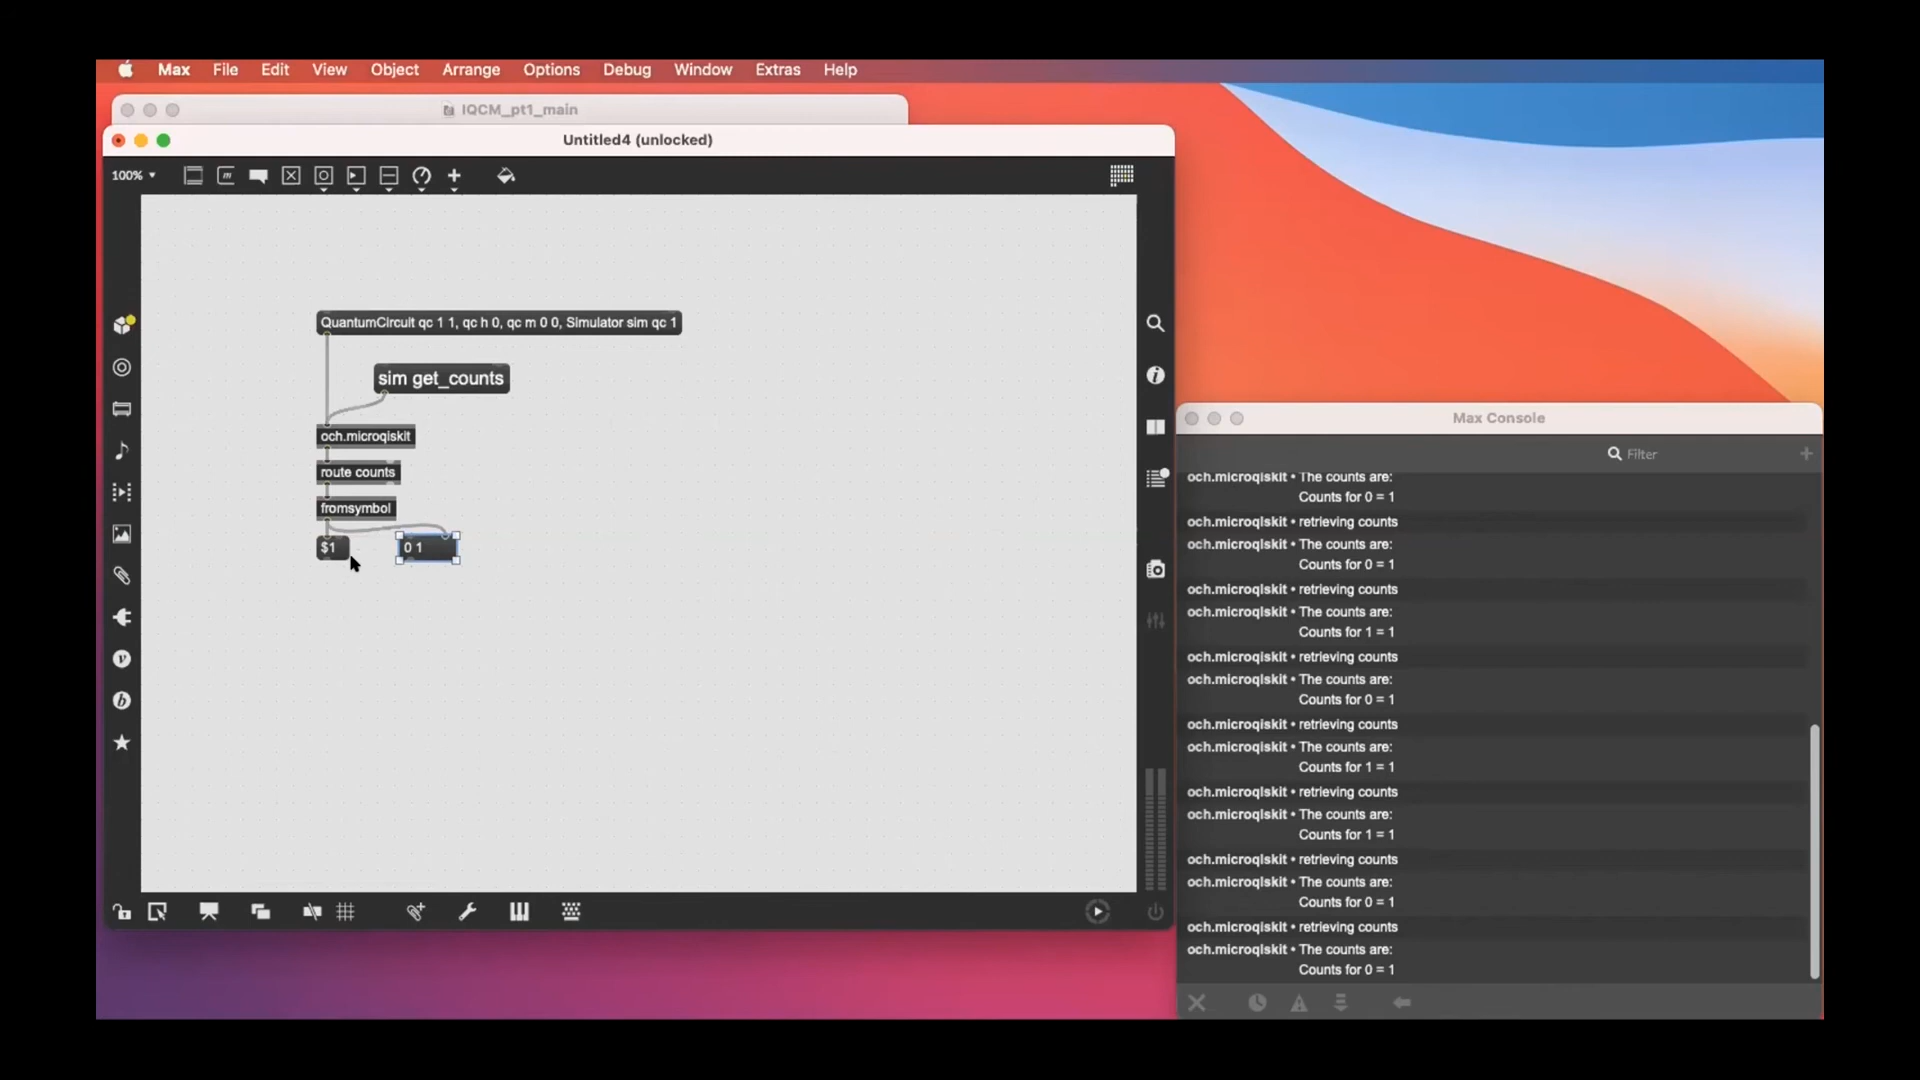 Max File Edit View Object Arrange Options Debug Window Extras Help
IQCM_pt1_main
Untitled4 (unlocked)
100%
QuantumCircuit qc 1 1, qc h 0, qc m 0 0, Simulator sim qc 1
sim get_counts
och.microqiskit
route counts
fromsymbol
$1
0 1
Max Console
Filter
och.microqiskit • The counts are:
Counts for 0 = 1
och.microqiskit • retrieving counts
och.microqiskit • The counts are:
Counts for 0 = 1
och.microqiskit • retrieving counts
och.microqiskit • The counts are:
Counts for 1 = 1
och.microqiskit • retrieving counts
och.microqiskit • The counts are:
Counts for 0 = 1
och.microqiskit • retrieving counts
och.microqiskit • The counts are:
Counts for 1 = 1
och.microqiskit • retrieving counts
och.microqiskit • The counts are:
Counts for 1 = 1
och.microqiskit • retrieving counts
och.microqiskit • The counts are:
Counts for 0 = 1
och.microqiskit • retrieving counts
och.microqiskit • The counts are:
Counts for 0 = 1